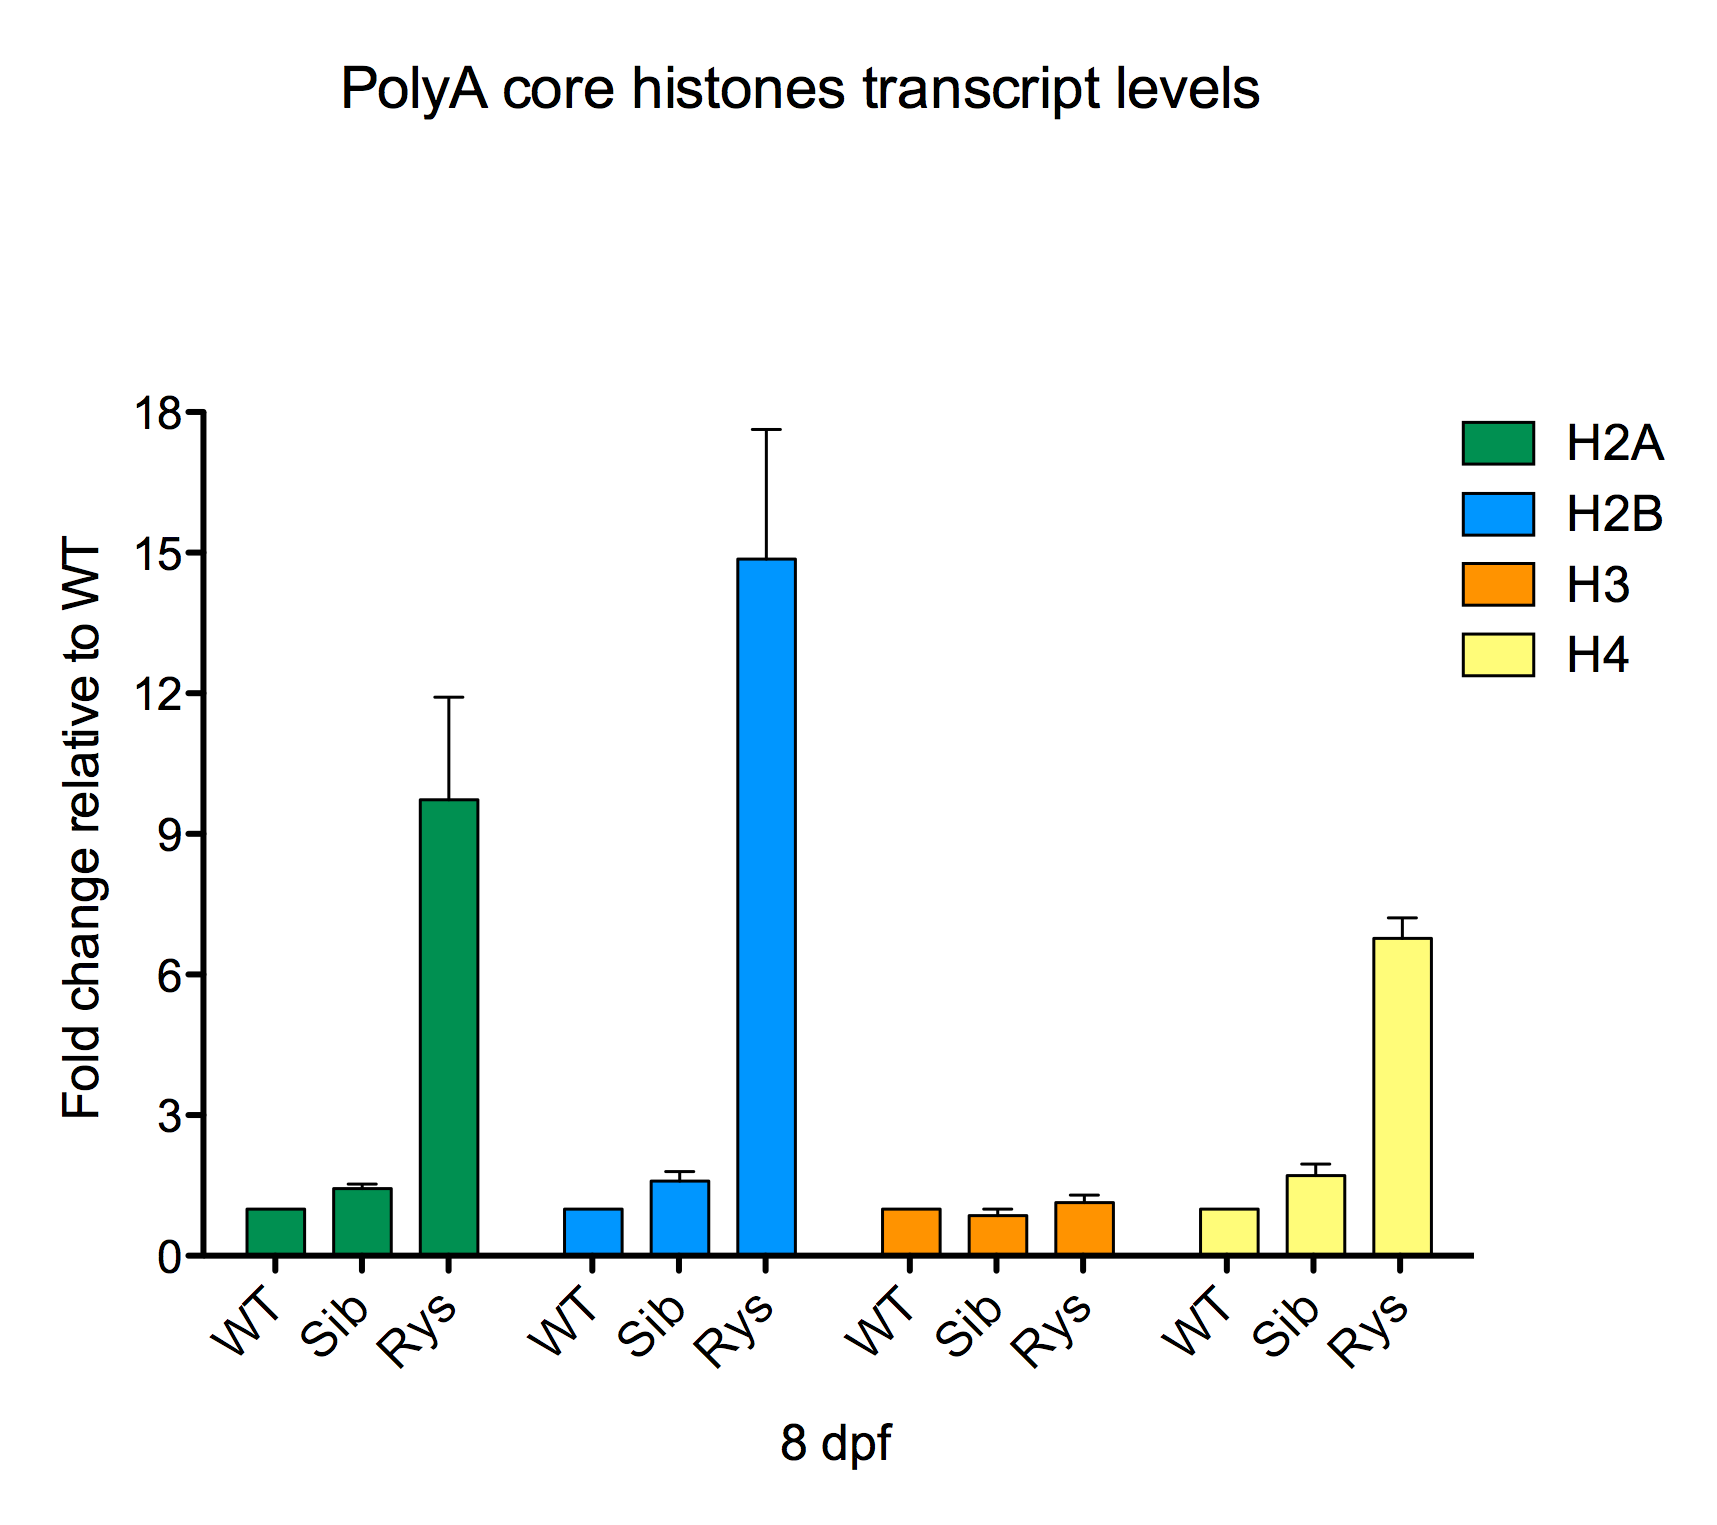 PolyA core histones transcript levels
Fold change relative to WT
18
15
12
9
6
3
0
H2A
H2B
H3
H4
WT Sib Rys WT Sib Rys WT Sib Rys WT Sib Rys
8 dpf